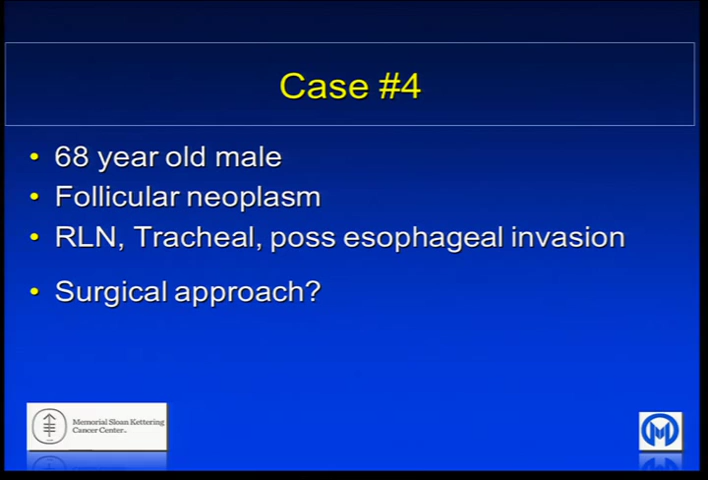 Case #4
• 68 year old male
• Follicular neoplasm
• RLN, Tracheal, poss esophageal invasion
• Surgical approach?
Memorial Sloan Kettering
Cancer Center.